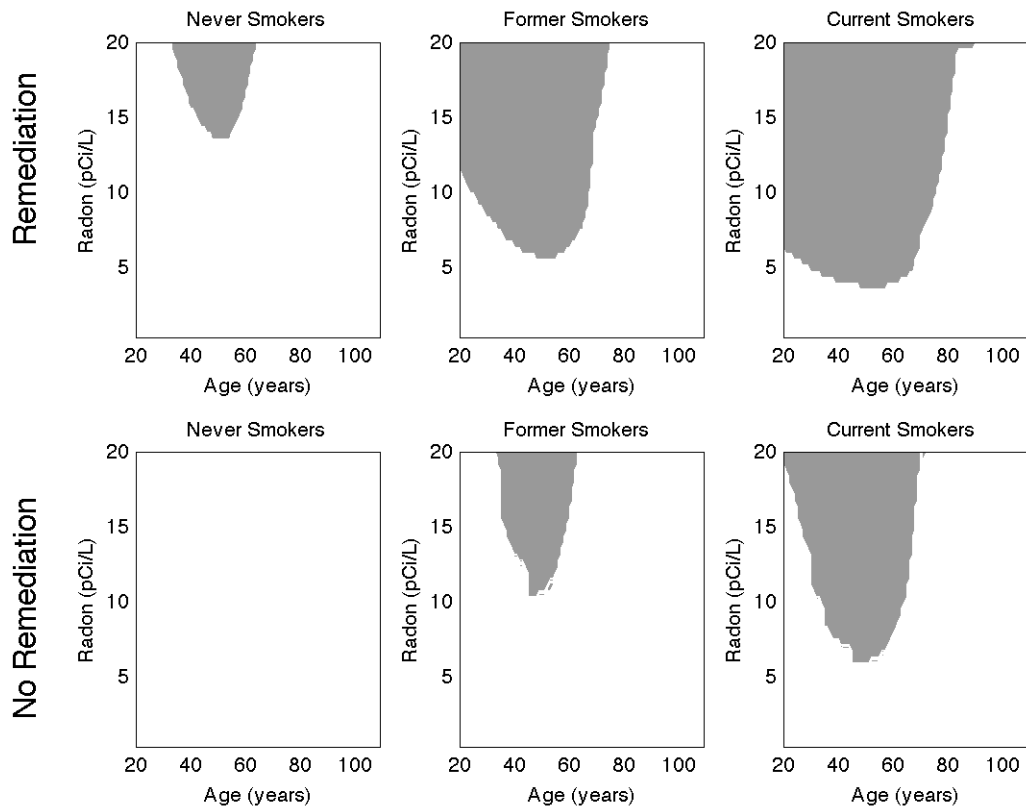 Remediation
Never Smokers
Radon (pCi/L)
20
15
10
5
20 40 60 80 100
Age (years)
Former Smokers
Radon (pCi/L)
20
15
10
5
20 40 60 80 100
Age (years)
Current Smokers
Radon (pCi/L)
20
15
10
5
20 40 60 80 100
Age (years)
No Remediation
Never Smokers
Radon (pCi/L)
20
15
10
5
20 40 60 80 100
Age (years)
Former Smokers
Radon (pCi/L)
20
15
10
5
20 40 60 80 100
Age (years)
Current Smokers
Radon (pCi/L)
20
15
10
5
20 40 60 80 100
Age (years)